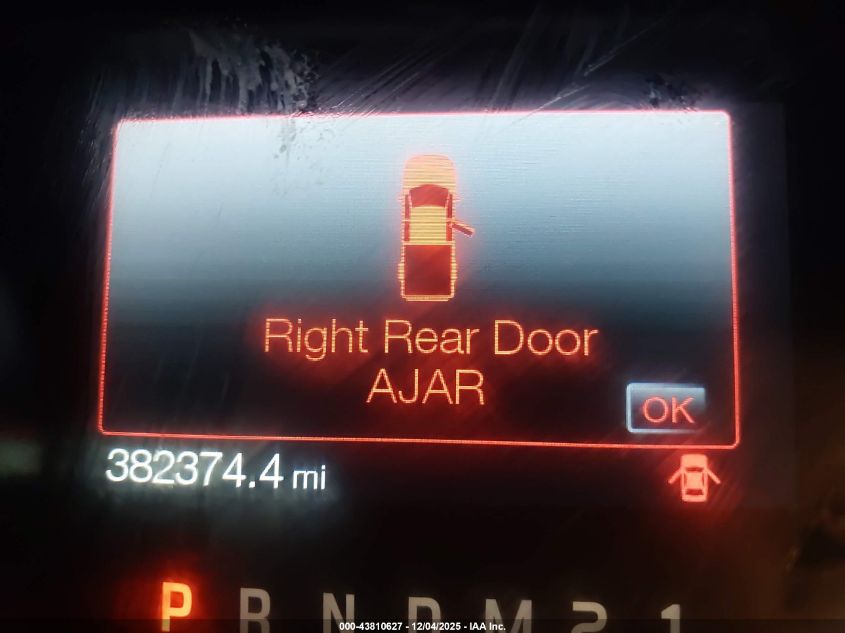 Right Rear Door
AJAR
OK
382374.4 mi
P R N D M 2 1
000-43810627 - 12/04/2025 - IAA Inc.